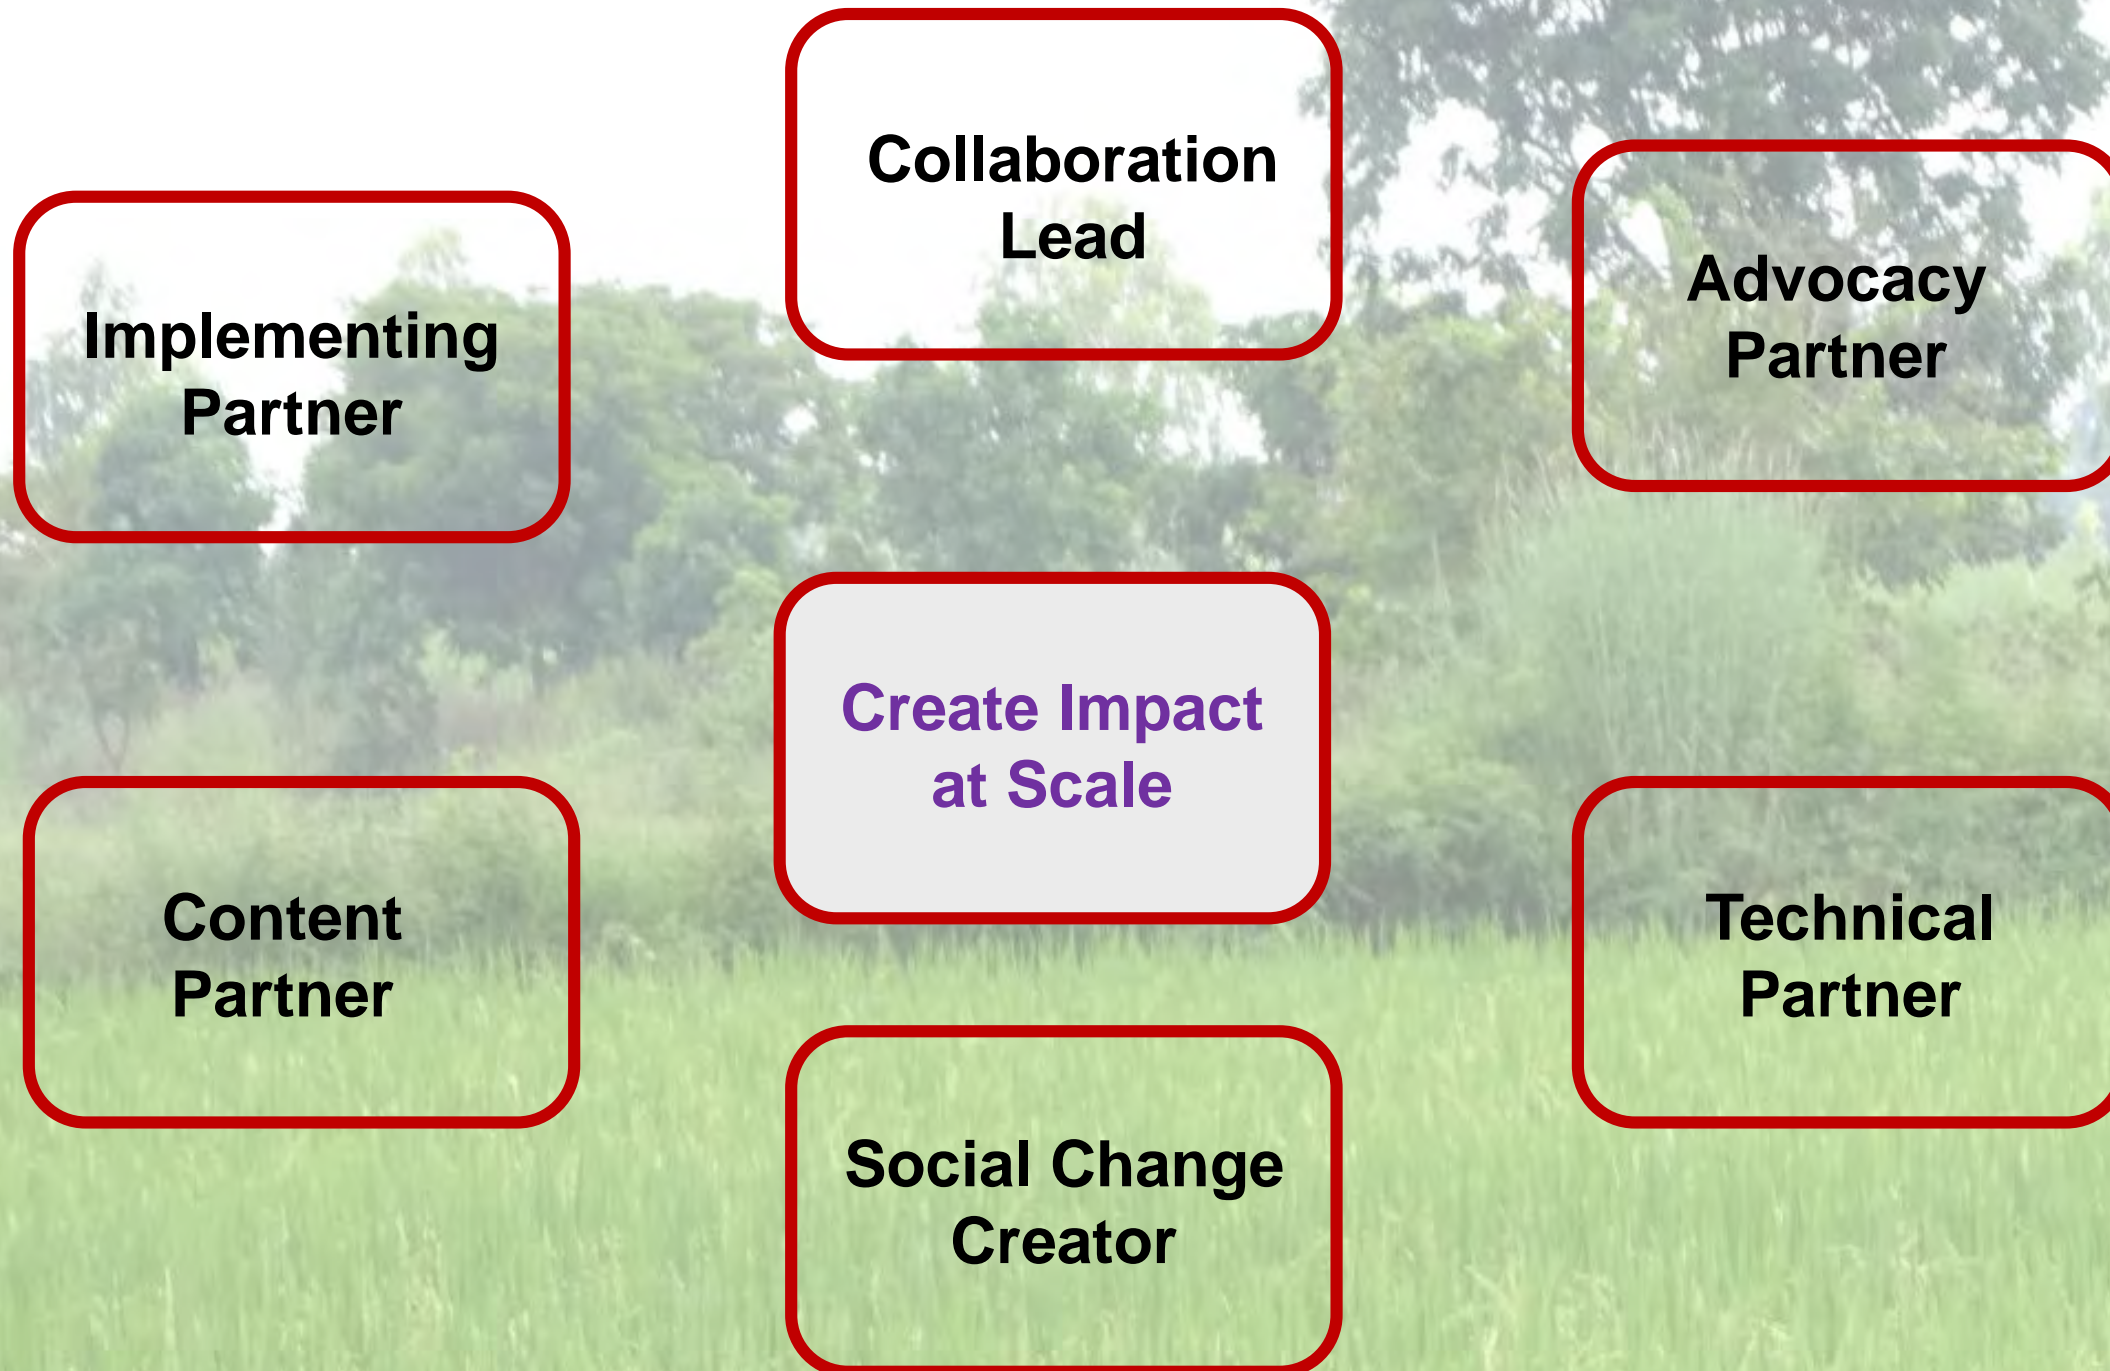 Collaboration
Lead
Implementing
Partner
Advocacy
Partner
Create Impact
at Scale
Content
Partner
Technical
Partner
Social Change
Creator